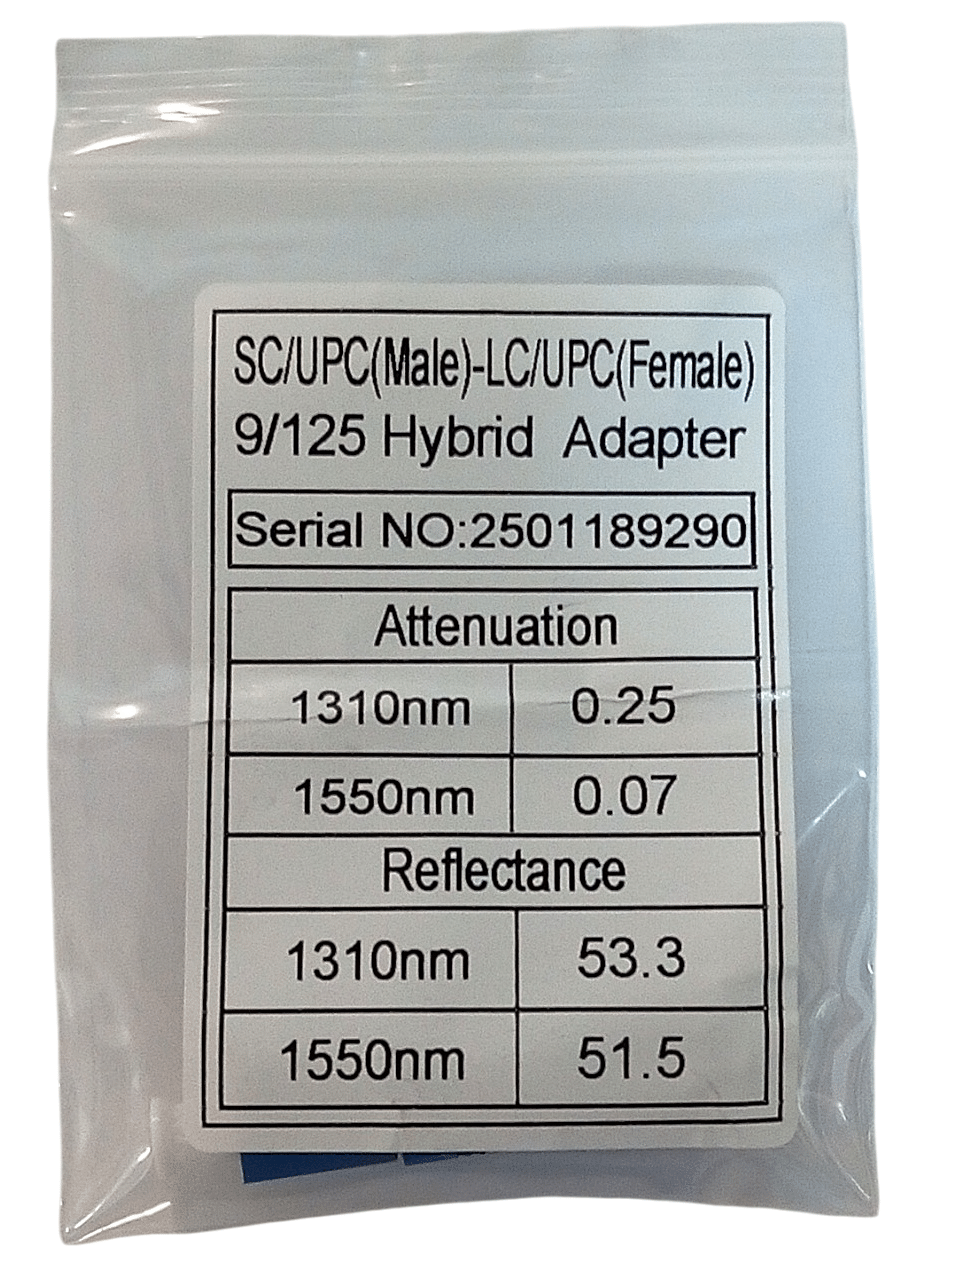 SC/UPC(Male)-LC/UPC(Female)
9/125 Hybrid Adapter
Serial NO:2501189290
Attenuation
1310nm 0.25
1550nm 0.07
Reflectance
1310nm 53.3
1550nm 51.5